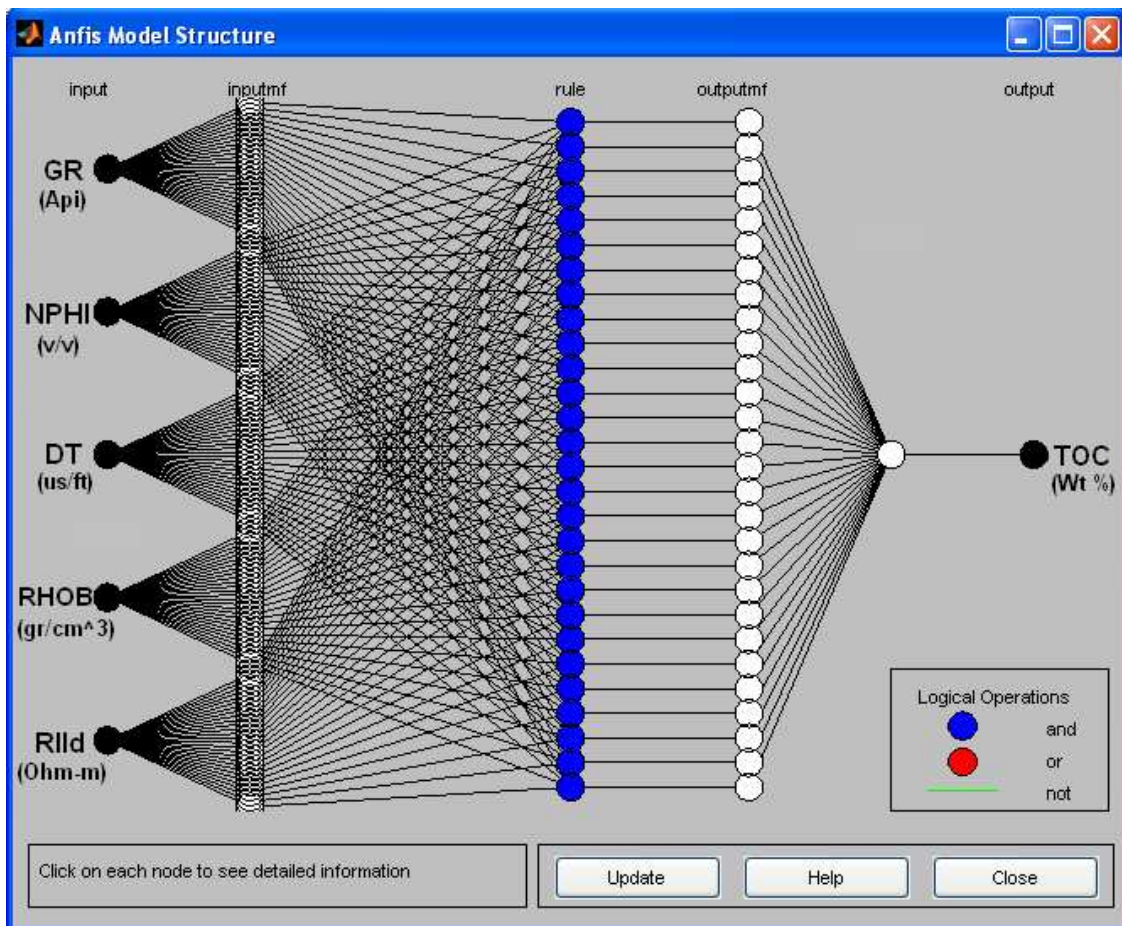 Anfis Model Structure
input inputmf rule outputmf output
GR
(Api)
NPHI
(v/v)
DT
(us/ft)
TOC
(Wt %)
RHOB
(gr/cm^3)
RIld
(Ohm-m)
Logical Operations
and
or
not
Click on each node to see detailed information
Update Help Close